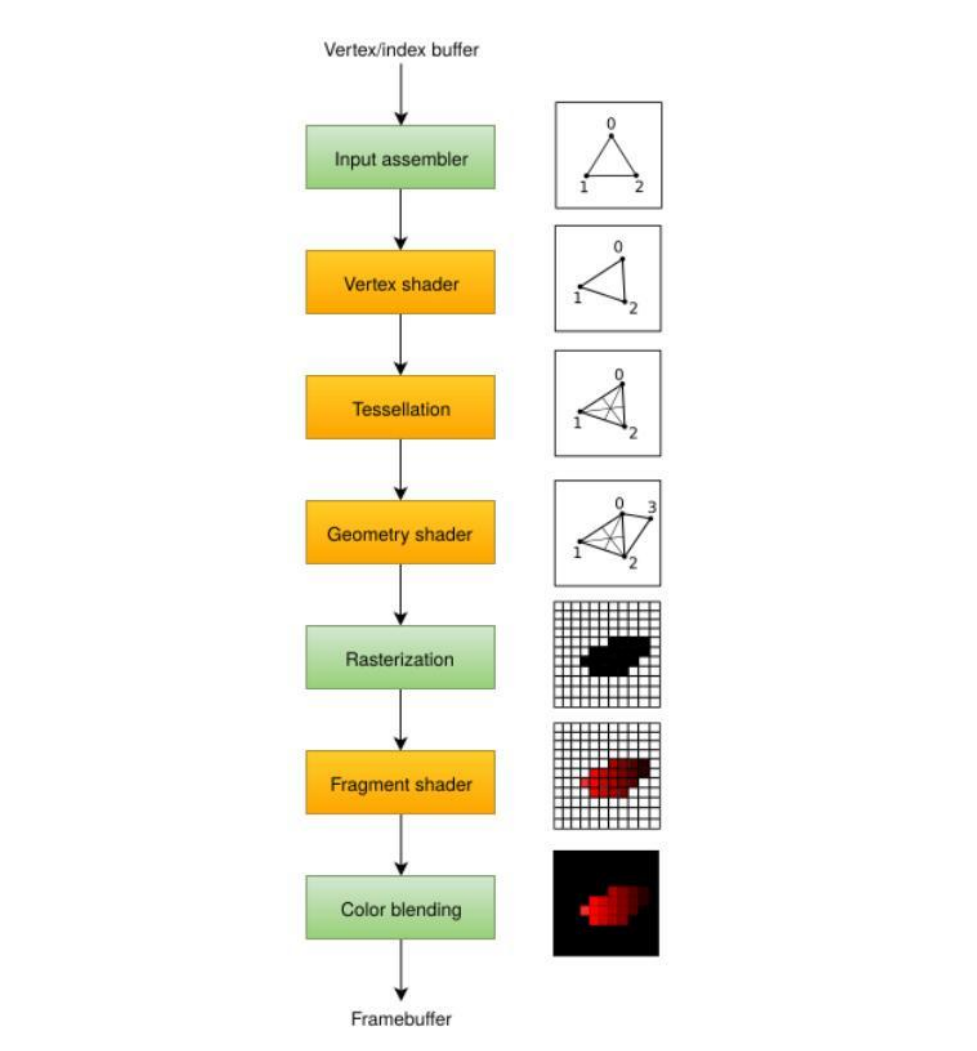 Vertex/index buffer
Input assembler
0
1 2
Vertex shader
0
1
2
Tessellation
0
1
2
Geometry shader
0 3
1
2
Rasterization
Fragment shader
Color blending
Framebuffer